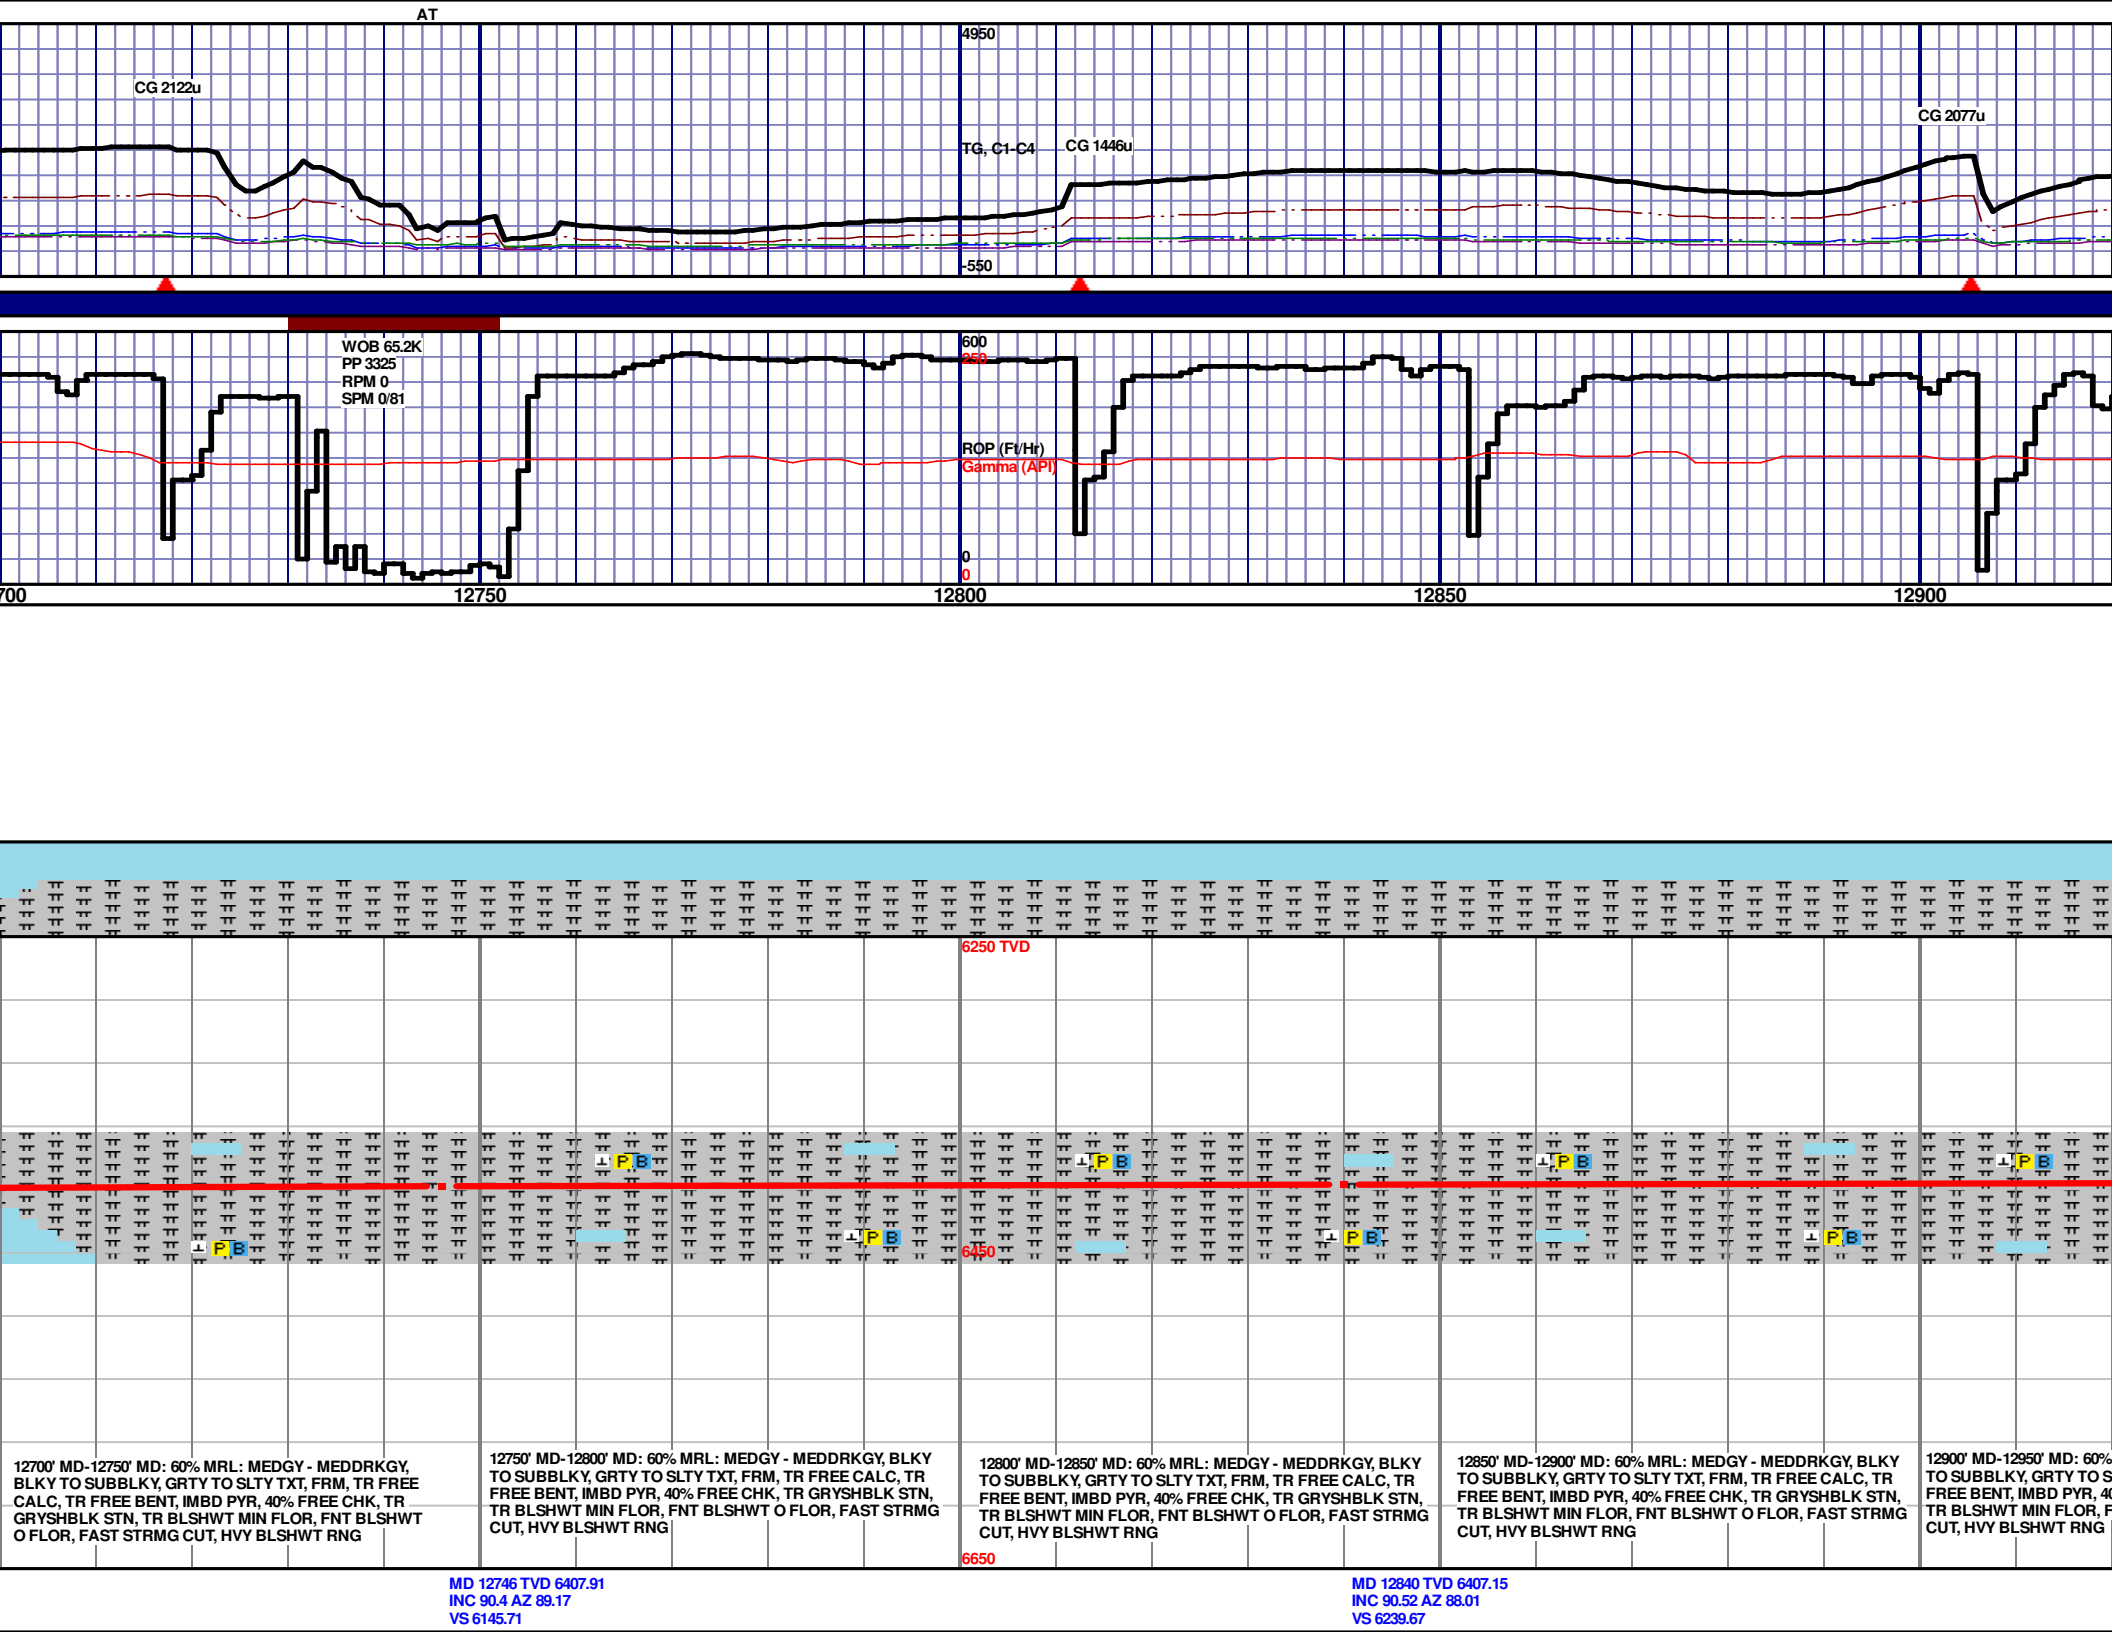 AT
4950
CG 2122u
CG 2077u
TG, C1-C4
CG 1446u
-550
WOB 65.2K
PP 3325
RPM 0
SPM 0/81
600
250
ROP (Ft/Hr)
Gamma (API)
0
0
700
12750
12800
12850
12900
6250 TVD
P B
P B
P B
P B
P B
P B
P B
P B
6450
12700' MD-12750' MD: 60% MRL: MEDGY - MEDDRKGY,
BLKY TO SUBBLKY, GRTY TO SLTY TXT, FRM, TR FREE
CALC, TR FREE BENT, IMBD PYR, 40% FREE CHK, TR
GRYSHBLK STN, TR BLSHWT MIN FLOR, FNT BLSHWT
O FLOR, FAST STRMG CUT, HVY BLSHWT RNG
12750' MD-12800' MD: 60% MRL: MEDGY - MEDDRKGY, BLKY
TO SUBBLKY, GRTY TO SLTY TXT, FRM, TR FREE CALC, TR
FREE BENT, IMBD PYR, 40% FREE CHK, TR GRYSHBLK STN,
TR BLSHWT MIN FLOR, FNT BLSHWT O FLOR, FAST STRMG
CUT, HVY BLSHWT RNG
12800' MD-12850' MD: 60% MRL: MEDGY - MEDDRKGY, BLKY
TO SUBBLKY, GRTY TO SLTY TXT, FRM, TR FREE CALC, TR
FREE BENT, IMBD PYR, 40% FREE CHK, TR GRYSHBLK STN,
TR BLSHWT MIN FLOR, FNT BLSHWT O FLOR, FAST STRMG
CUT, HVY BLSHWT RNG
12850' MD-12900' MD: 60% MRL: MEDGY - MEDDRKGY, BLKY
TO SUBBLKY, GRTY TO SLTY TXT, FRM, TR FREE CALC, TR
FREE BENT, IMBD PYR, 40% FREE CHK, TR GRYSHBLK STN,
TR BLSHWT MIN FLOR, FNT BLSHWT O FLOR, FAST STRMG
CUT, HVY BLSHWT RNG
12900' MD-12950' MD: 60%
TO SUBBLKY, GRTY TO S
FREE BENT, IMBD PYR, 40
TR BLSHWT MIN FLOR, F
CUT, HVY BLSHWT RNG
6650
MD 12746 TVD 6407.91
INC 90.4 AZ 89.17
VS 6145.71
MD 12840 TVD 6407.15
INC 90.52 AZ 88.01
VS 6239.67